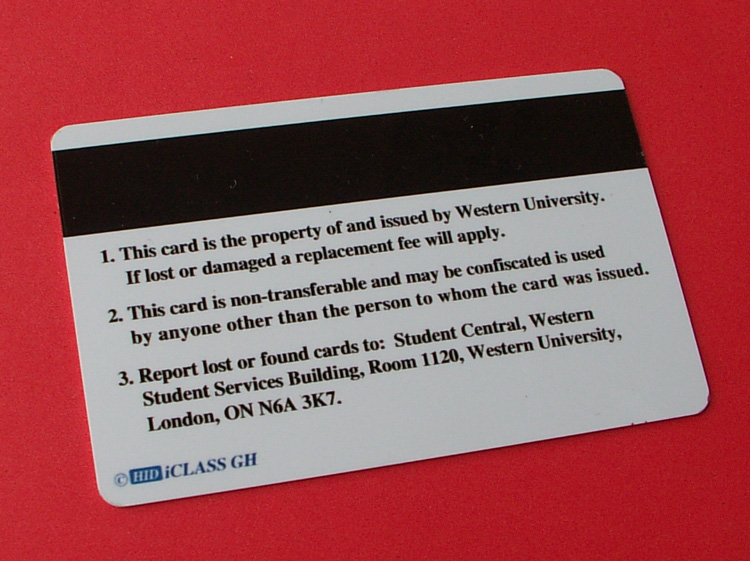 1. This card is the property of and issued by Western University.
If lost or damaged a replacement fee will apply.
2. This card is non-transferable and may be confiscated is used
by anyone other than the person to whom the card was issued.
3. Report lost or found cards to: Student Central, Western
Student Services Building, Room 1120, Western University,
London, ON N6A 3K7.
© HID iCLASS GH